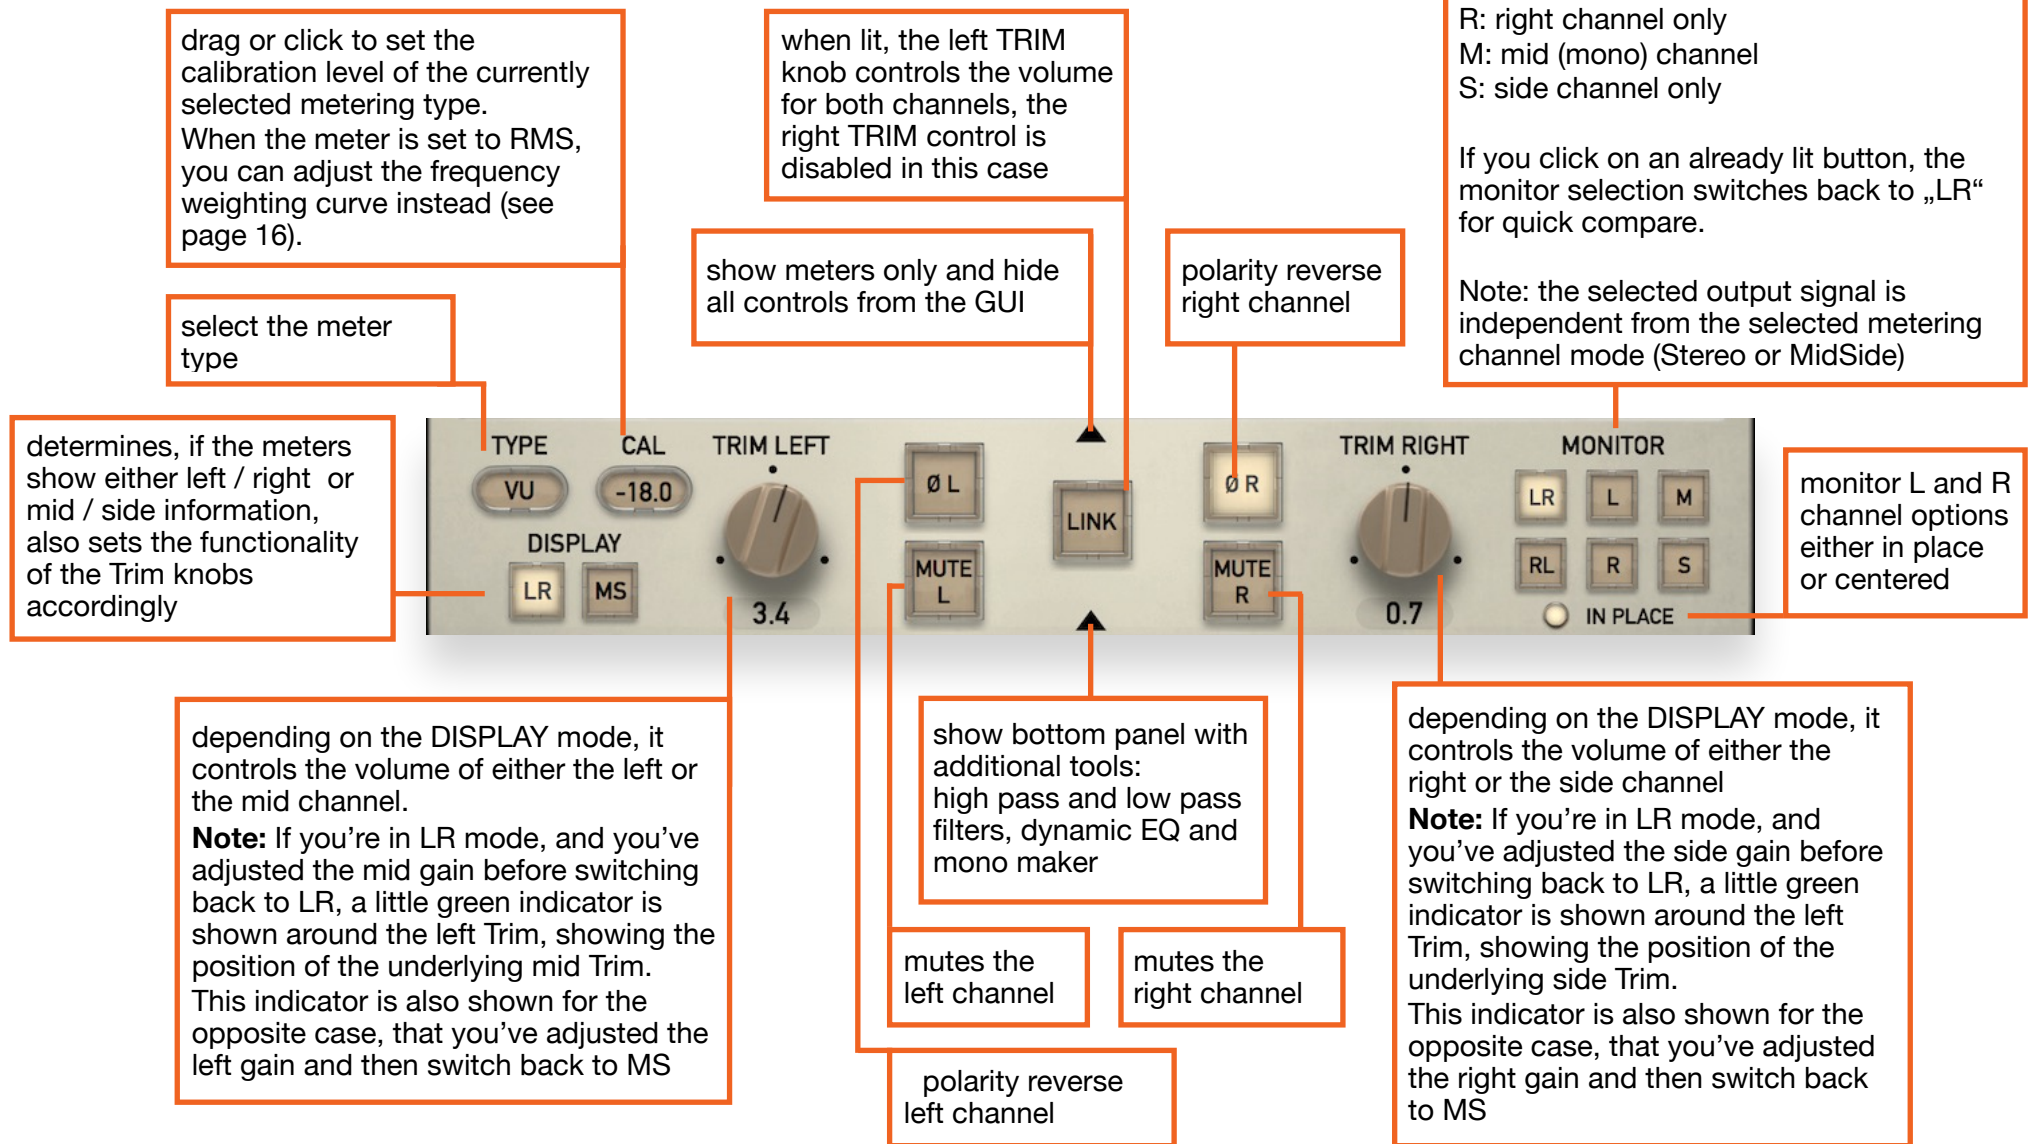 drag or click to set the
calibration level of the currently
selected metering type.
When the meter is set to RMS,
you can adjust the frequency
weighting curve instead (see
page 16).
when lit, the left TRIM
knob controls the volume
for both channels, the
right TRIM control is
disabled in this case
R: right channel only
M: mid (mono) channel
S: side channel only
If you click on an already lit button, the
monitor selection switches back to „LR“
for quick compare.
Note: the selected output signal is
independent from the selected metering
channel mode (Stereo or MidSide)
show meters only and hide
all controls from the GUI
polarity reverse
right channel
select the meter
type
determines, if the meters
show either left / right or
mid / side information,
also sets the functionality
of the Trim knobs
accordingly
TYPE
CAL
TRIM LEFT
TRIM RIGHT
MONITOR
VU
-18.0
Ø L
LINK
Ø R
LR
L
M
DISPLAY
LR
MS
MUTE
L
MUTE
R
RL
R
S
3.4
0.7
IN PLACE
monitor L and R
channel options
either in place
or centered
depending on the DISPLAY mode, it
controls the volume of either the left or
the mid channel.
Note: If you’re in LR mode, and you’ve
adjusted the mid gain before switching
back to LR, a little green indicator is
shown around the left Trim, showing the
position of the underlying mid Trim.
This indicator is also shown for the
opposite case, that you’ve adjusted the
left gain and then switch back to MS
show bottom panel with
additional tools:
high pass and low pass
filters, dynamic EQ and
mono maker
mutes the
left channel
mutes the
right channel
polarity reverse
left channel
depending on the DISPLAY mode, it
controls the volume of either the
right or the side channel
Note: If you’re in LR mode, and
you’ve adjusted the side gain before
switching back to LR, a little green
indicator is shown around the left
Trim, showing the position of the
underlying side Trim.
This indicator is also shown for the
opposite case, that you’ve adjusted
the right gain and then switch back
to MS